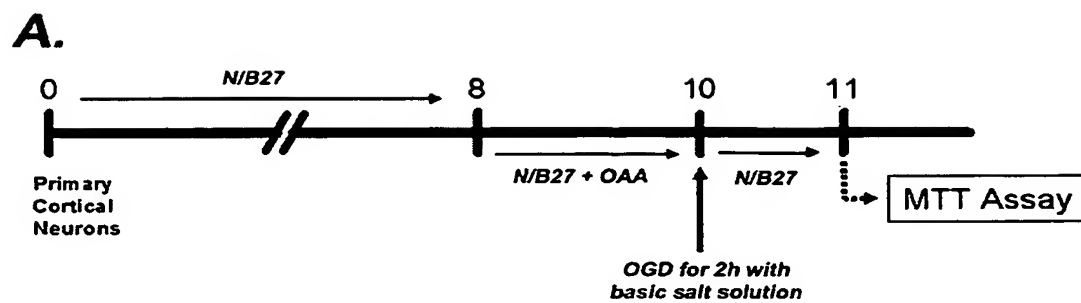 A.
N/B27
0 8 10 11
Primary
Cortical
Neurons
N/B27 + OAA
N/B27
MTT Assay
OGD for 2h with
basic salt solution